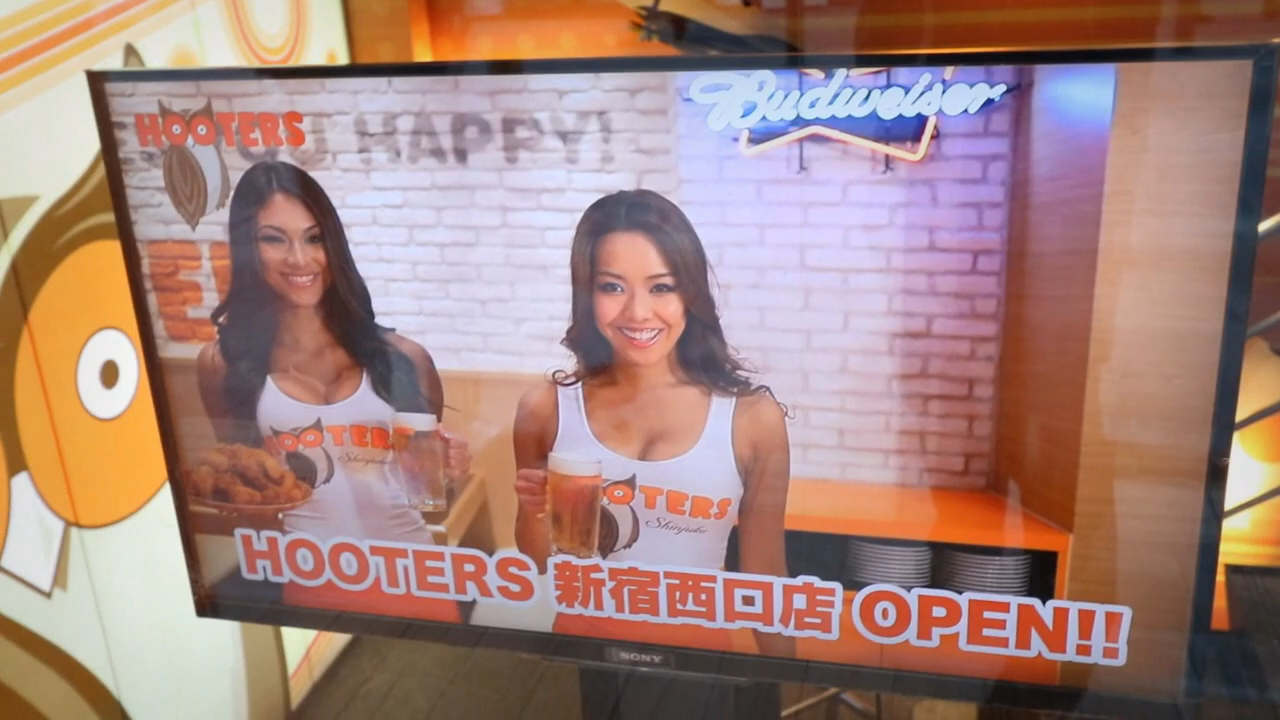 Budweiser
HOOTERS
HAPPY!
HOOTERS
Shinjuku
HOOTERS
Shinjuku
HOOTERS 新宿西口店 OPEN!!
SONY